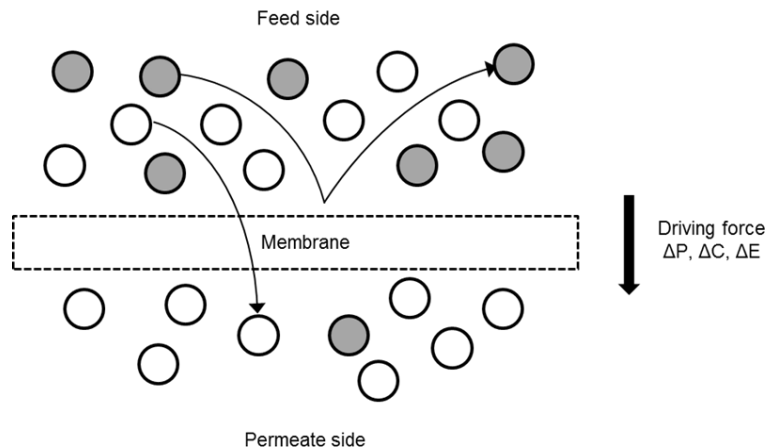 Feed side
Membrane
Driving force
ΔP, ΔC, ΔE
Permeate side